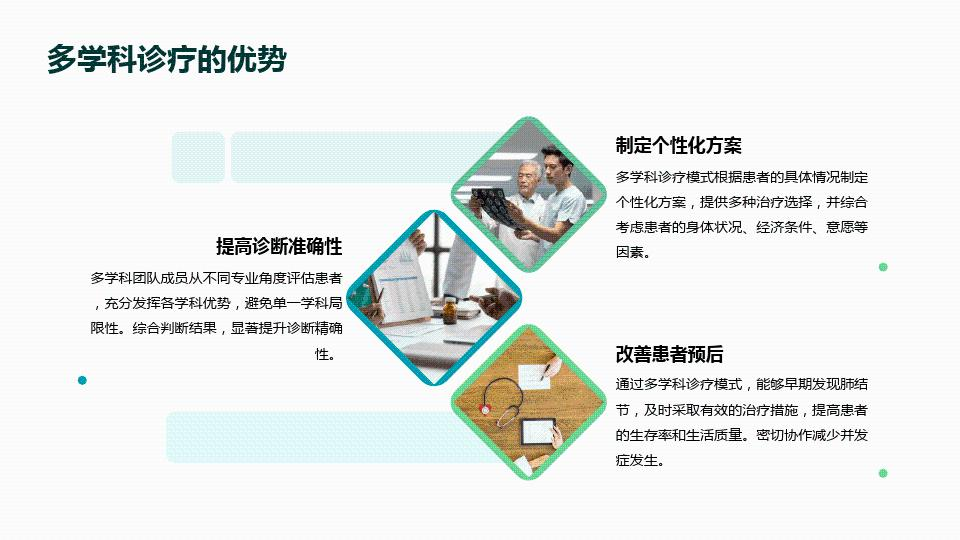 多学科诊疗的优势
制定个性化方案
多学科诊疗模式根据患者的具体情况制定
个性化方案，提供多种治疗选择，并综合
考虑患者的身体状况、经济条件、意愿等
因素。
提高诊断准确性
多学科团队成员从不同专业角度评估患者
，充分发挥各学科优势，避免单一学科局
限性。综合判断结果，显著提升诊断精确
性。
改善患者预后
通过多学科诊疗模式，能够早期发现肺结
节，及时采取有效的治疗措施，提高患者
的生存率和生活质量。密切协作减少并发
症发生。